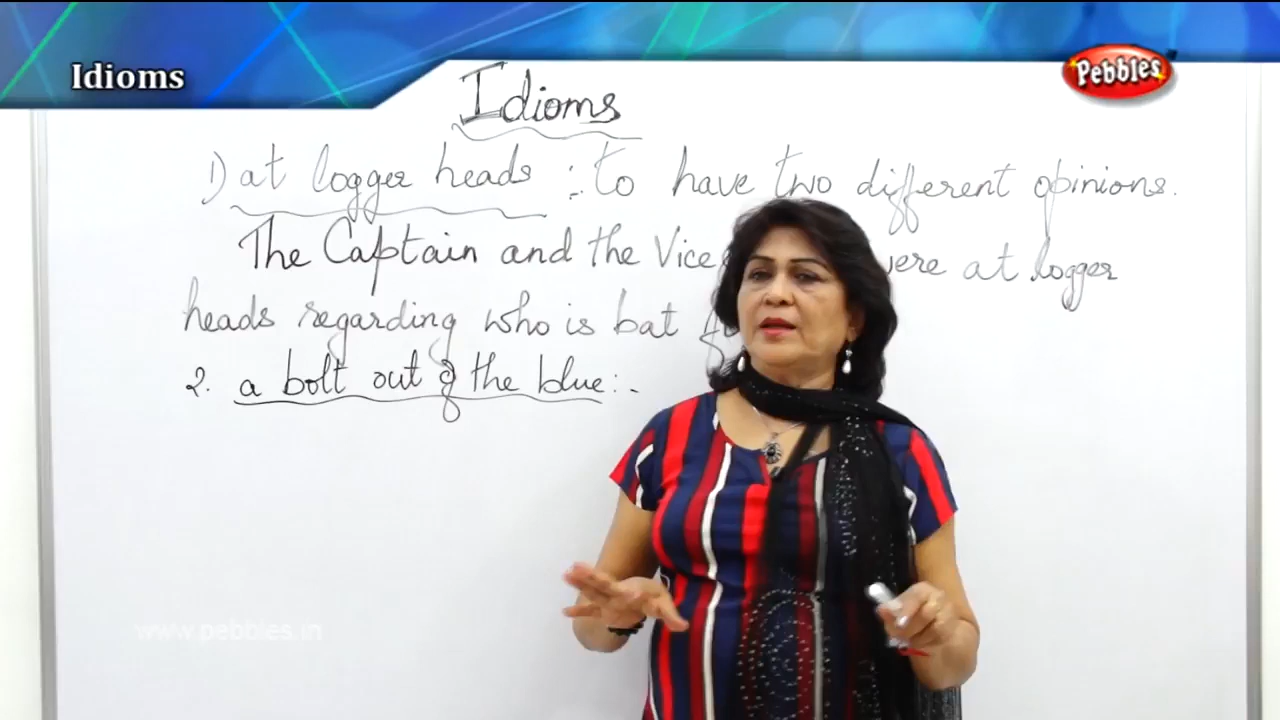 Idioms
Pebbles
Idioms
1) at logger heads :- to have two different opinions.
The Captain and the Vice were at logger
heads regarding who is bat
2. a bolt out of the blue:-
www.pebbles.in